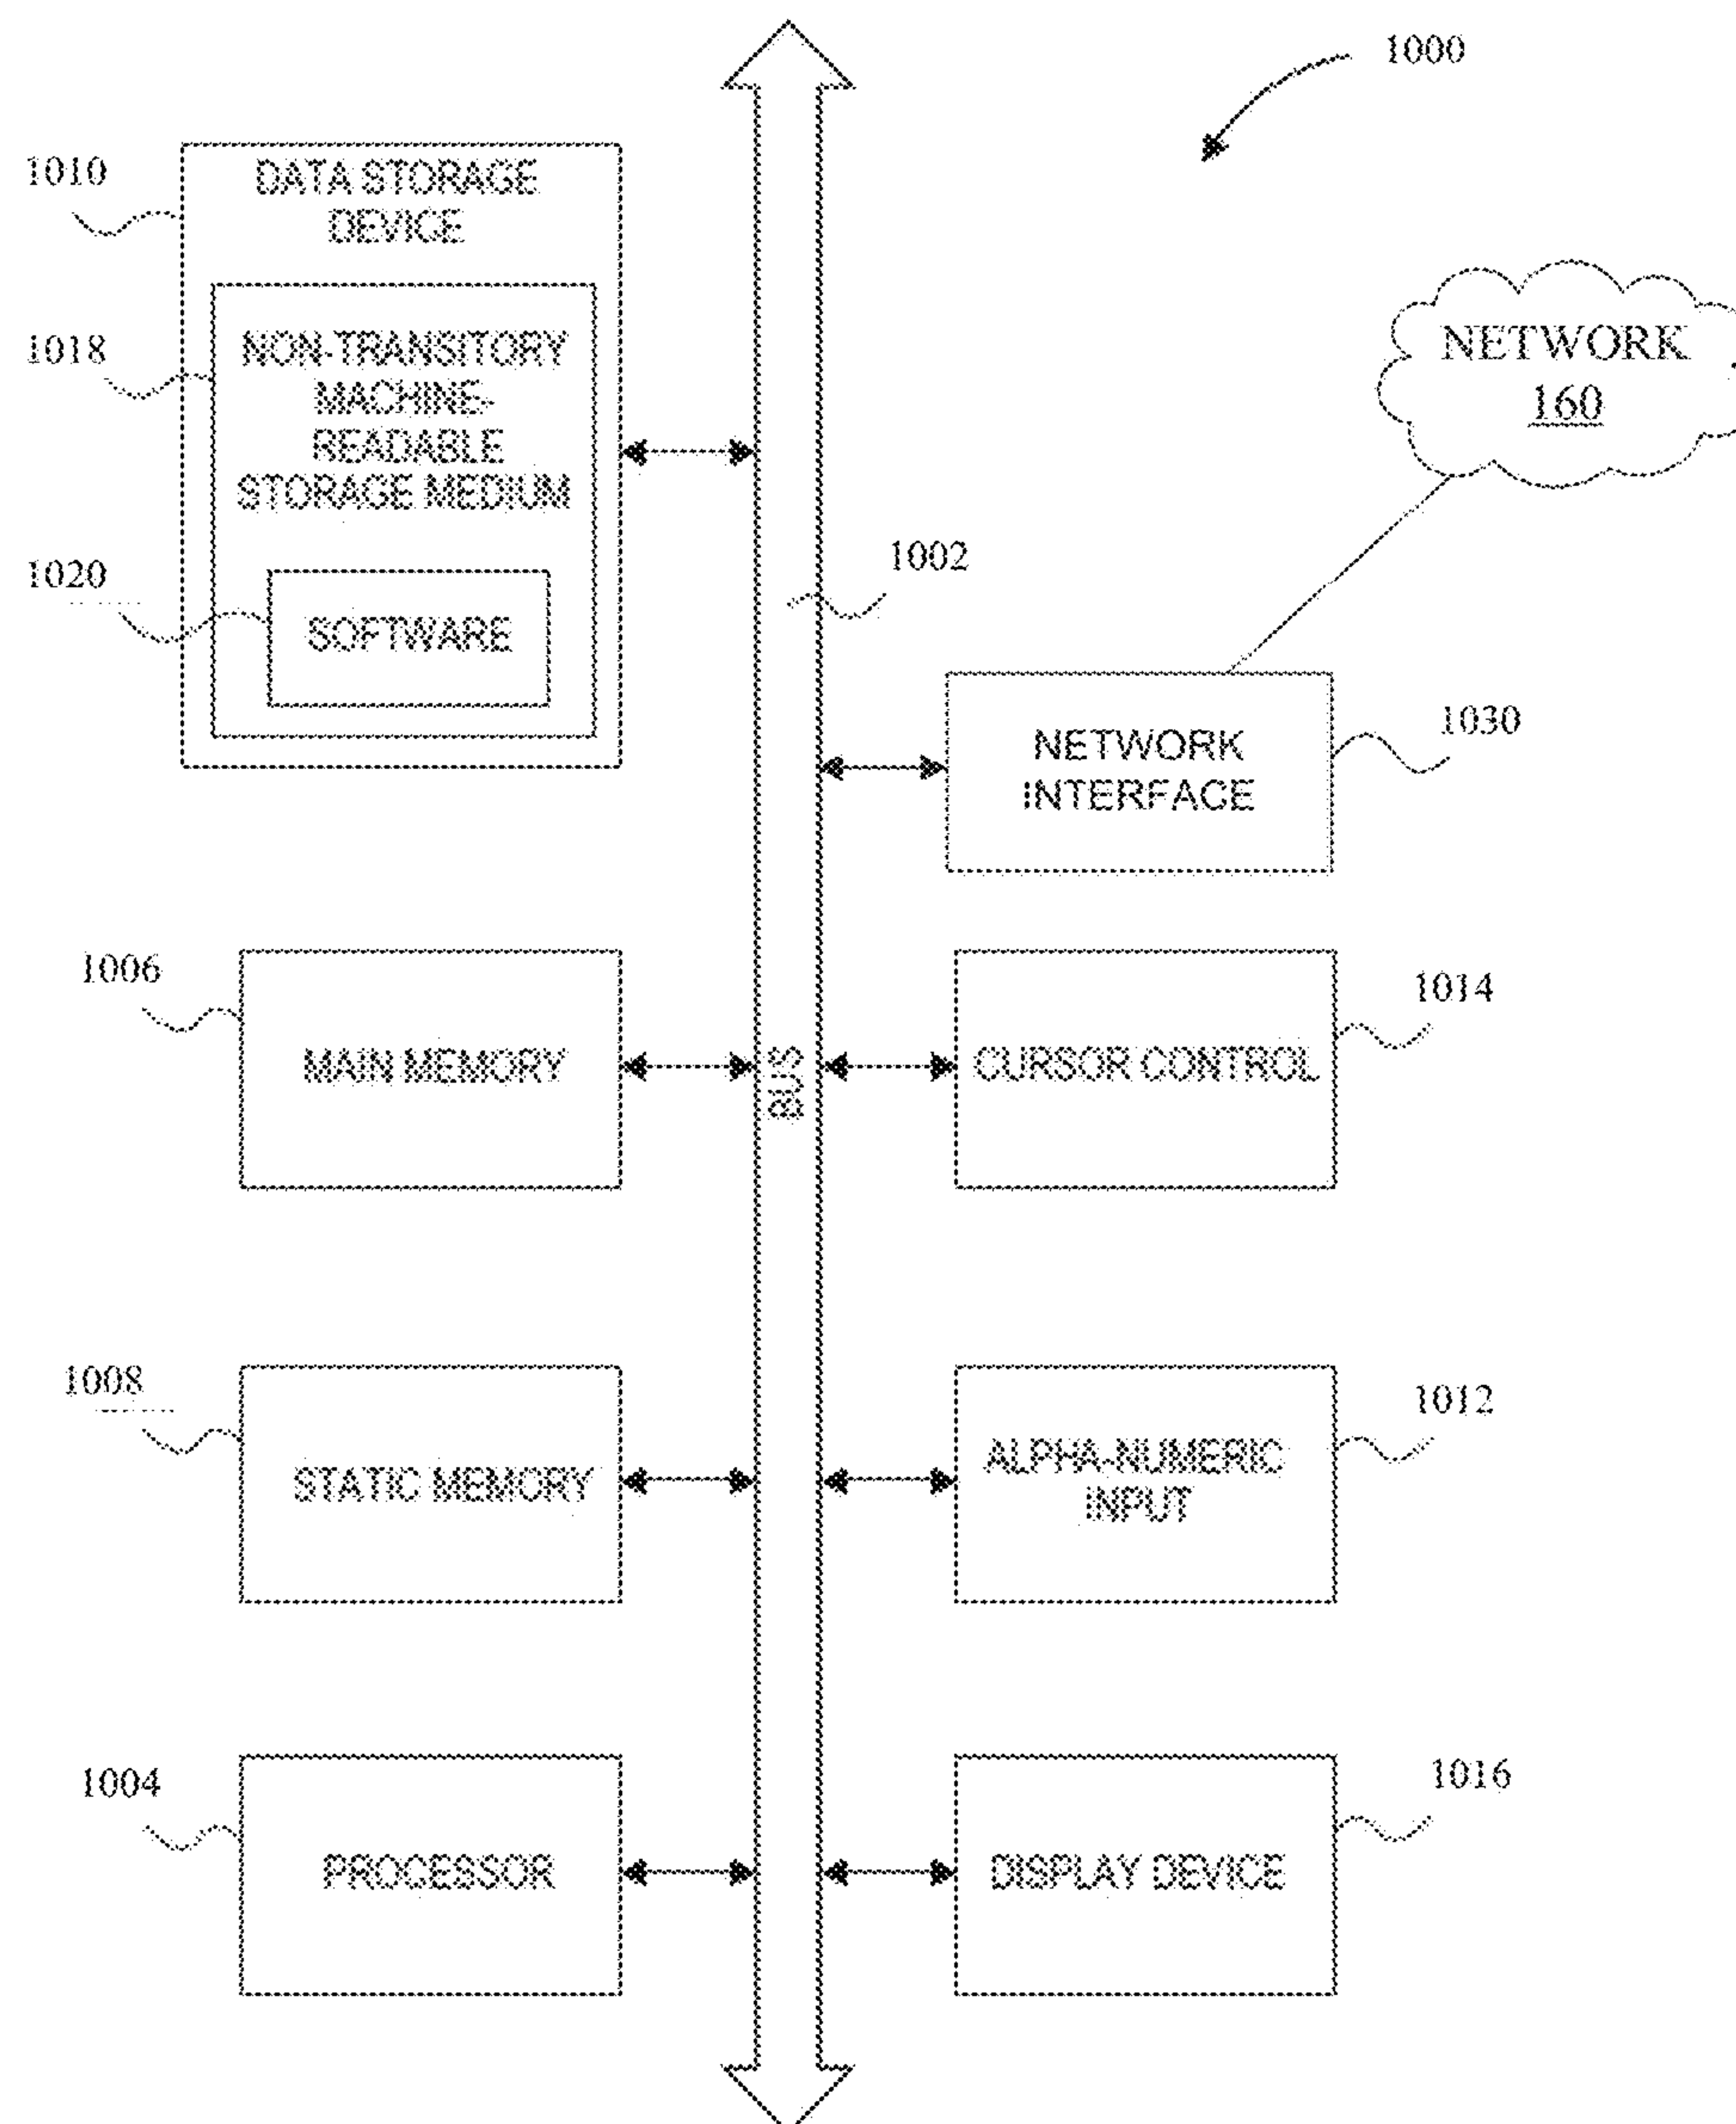 1000
1010
DATA STORAGE
DEVICE
1018
NON-TRANSITORY
MACHINE-
READABLE
STORAGE MEDIUM
NETWORK
160
1020
SOFTWARE
1002
NETWORK
INTERFACE
1030
1006
MAIN MEMORY
BUS
CURSOR CONTROL
1014
1008
STATIC MEMORY
ALPHA-NUMERIC
INPUT
1012
1004
PROCESSOR
DISPLAY DEVICE
1016